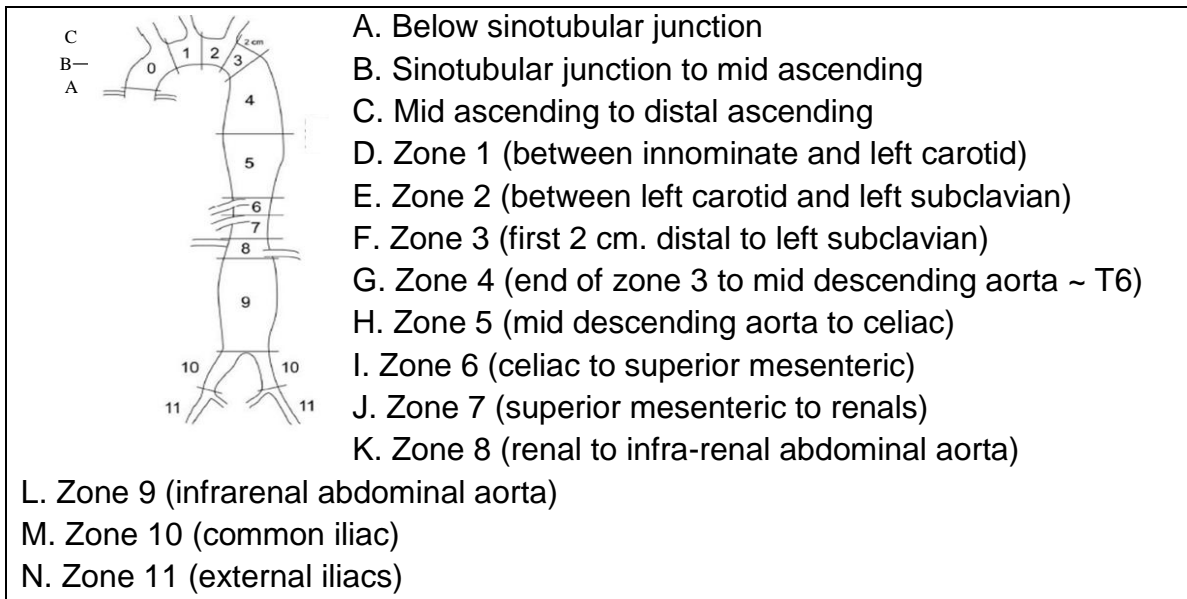 C
B
A
0
1
2
2 cm
3
4
5
6
7
8
9
10
10
11
11
A. Below sinotubular junction
B. Sinotubular junction to mid ascending
C. Mid ascending to distal ascending
D. Zone 1 (between innominate and left carotid)
E. Zone 2 (between left carotid and left subclavian)
F. Zone 3 (first 2 cm. distal to left subclavian)
G. Zone 4 (end of zone 3 to mid descending aorta ~ T6)
H. Zone 5 (mid descending aorta to celiac)
I. Zone 6 (celiac to superior mesenteric)
J. Zone 7 (superior mesenteric to renals)
K. Zone 8 (renal to infra-renal abdominal aorta)
L. Zone 9 (infrarenal abdominal aorta)
M. Zone 10 (common iliac)
N. Zone 11 (external iliacs)